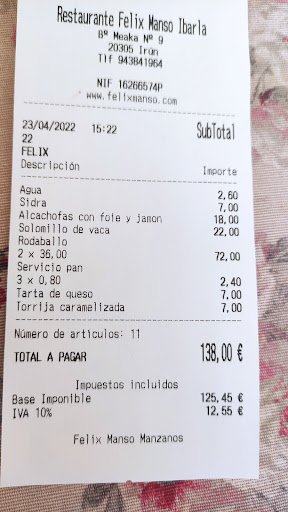 Restaurante Felix Manso Ibarla
Bº Meaka Nº 9
20305 Irún
Tlf 943841964
NIF 16266574P
www.felixmanso.com
23/04/2022 15:22 SubTotal
22
FELIX
Descripción Importe
Agua 2,60
Sidra 7,00
Alcachofas con foie y jamon 18,00
Solomillo de vaca 22,00
Rodaballo
2 x 36,00 72,00
Servicio pan
3 x 0,80 2,40
Tarta de queso 7,00
Torrija caramelizada 7,00
Número de artículos: 11
TOTAL A PAGAR 138,00 €
Impuestos incluidos
Base Imponible 125,45 €
IVA 10% 12,55 €
Felix Manso Manzanos